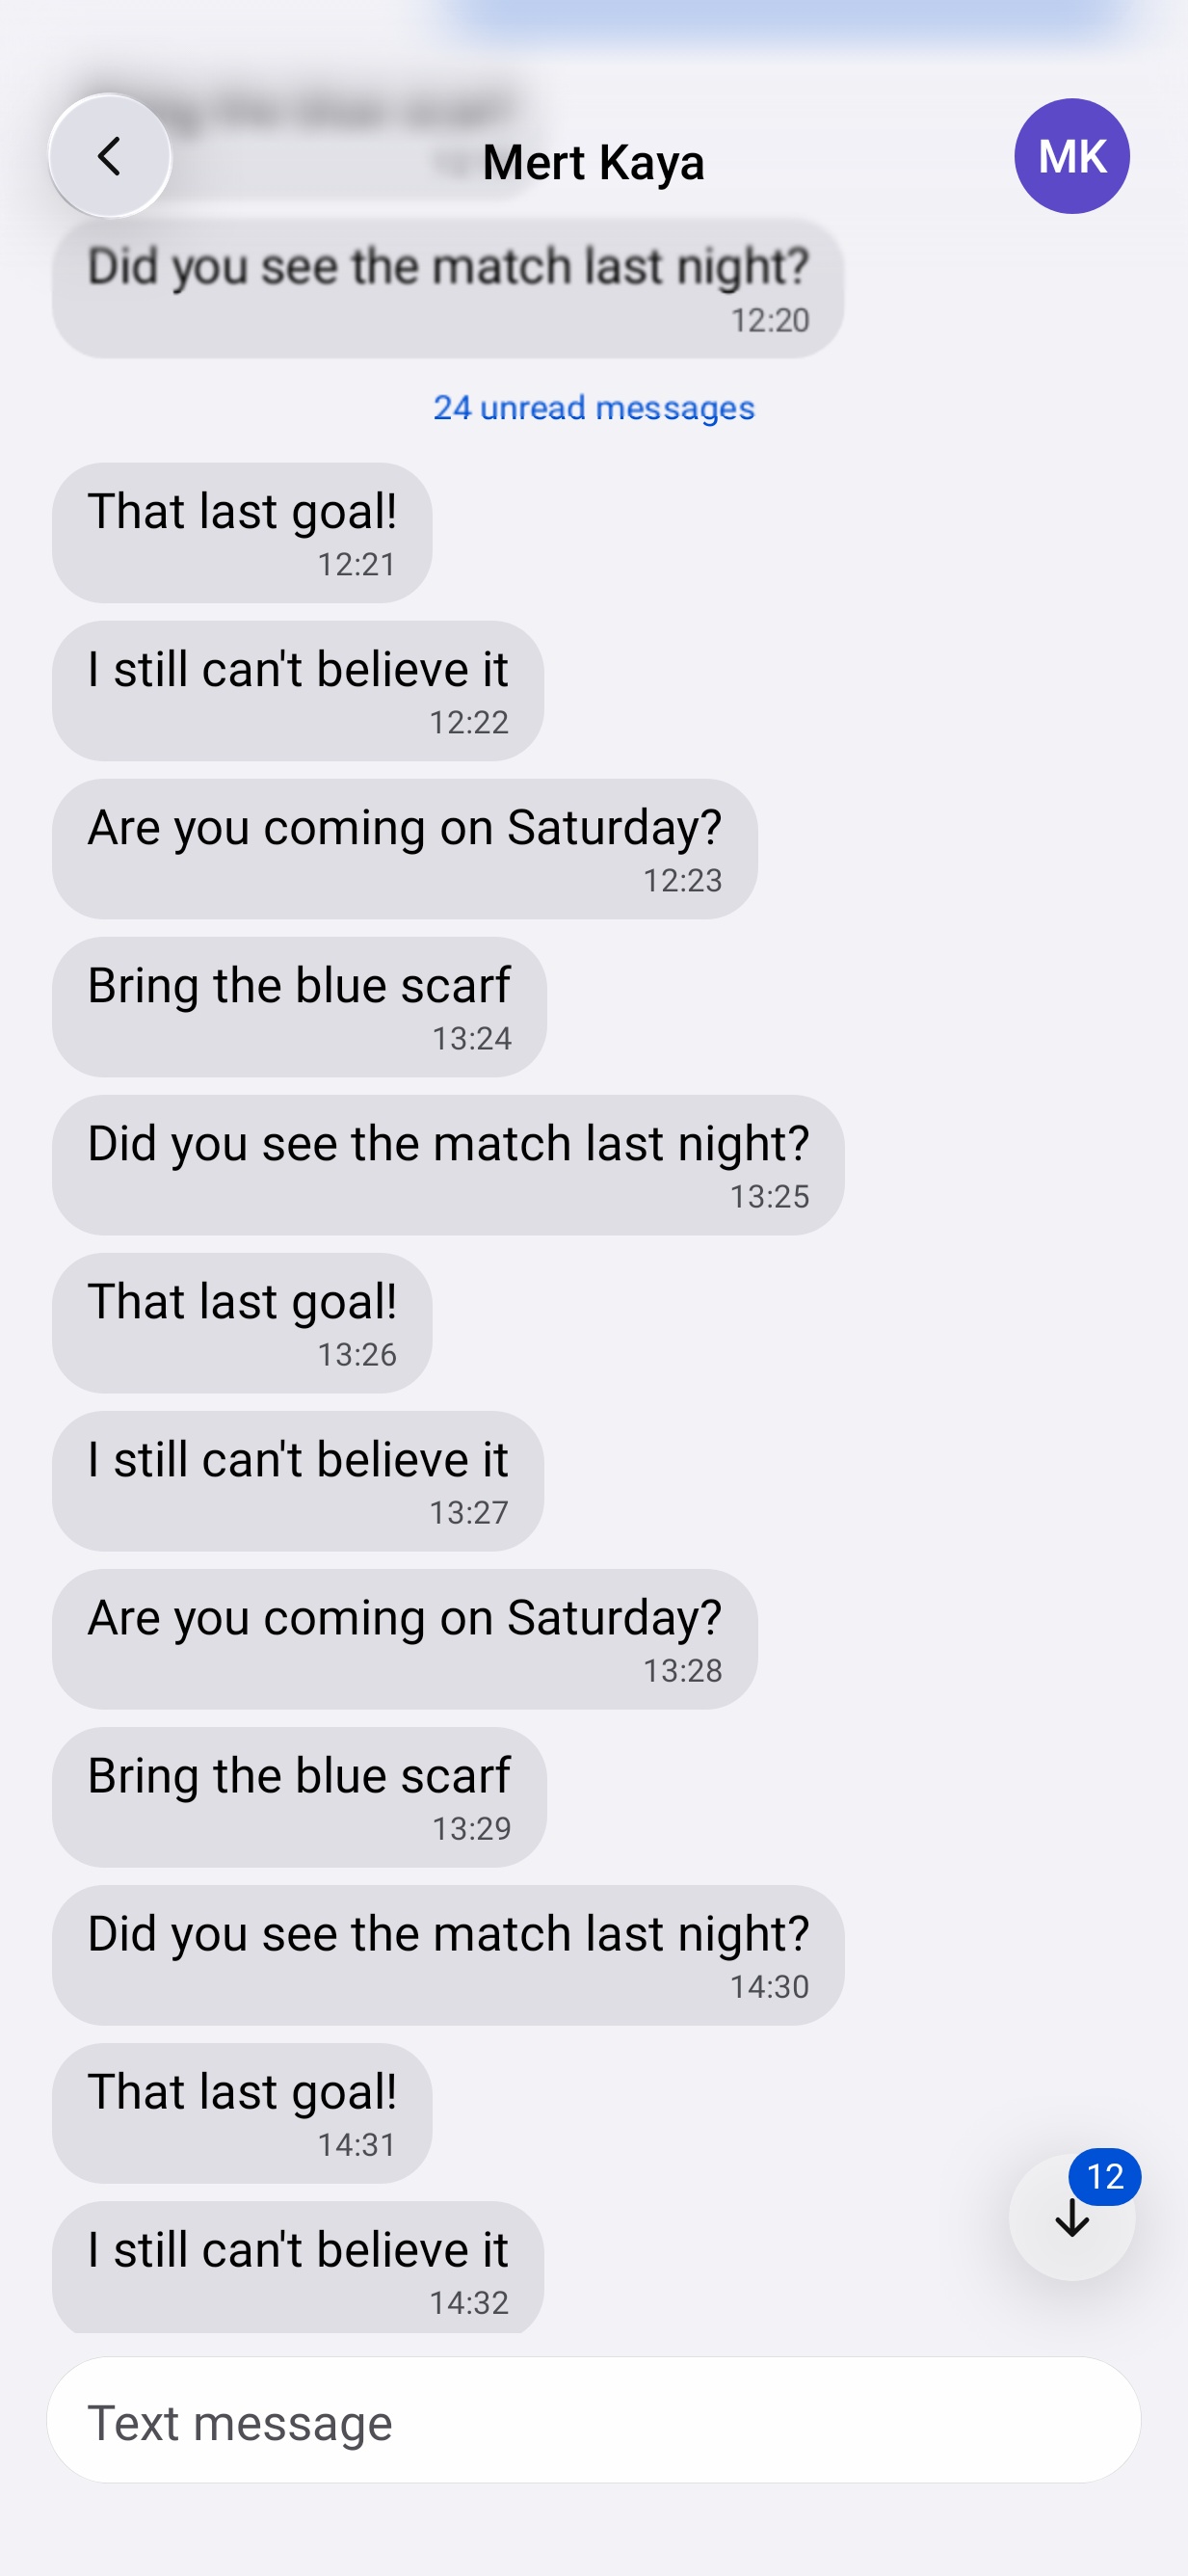 Mert Kaya
MK
Did you see the match last night?
12:20
24 unread messages
That last goal!
12:21
I still can't believe it
12:22
Are you coming on Saturday?
12:23
Bring the blue scarf
13:24
Did you see the match last night?
13:25
That last goal!
13:26
I still can't believe it
13:27
Are you coming on Saturday?
13:28
Bring the blue scarf
13:29
Did you see the match last night?
14:30
That last goal!
14:31
12
I still can't believe it
14:32
Text message